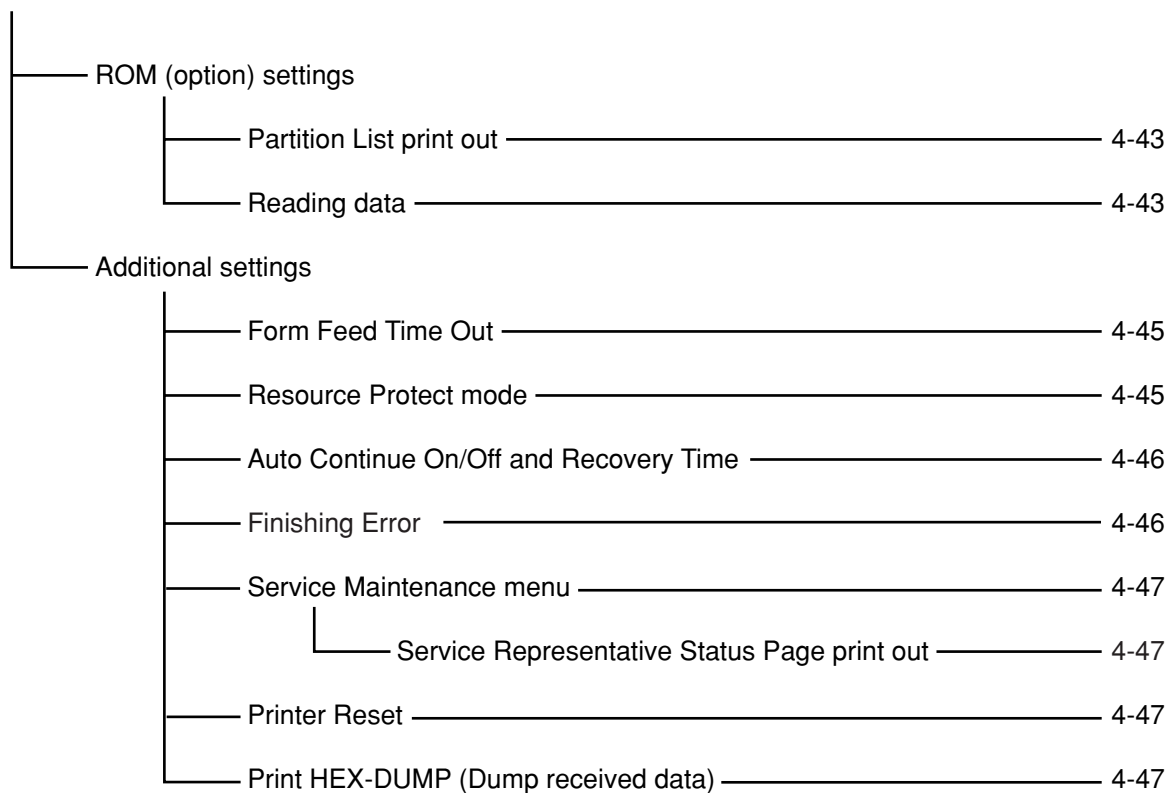 ROM (option) settings
Partition List print out 4-43
Reading data 4-43
Additional settings
Form Feed Time Out 4-45
Resource Protect mode 4-45
Auto Continue On/Off and Recovery Time 4-46
Finishing Error 4-46
Service Maintenance menu 4-47
Service Representative Status Page print out 4-47
Printer Reset 4-47
Print HEX-DUMP (Dump received data) 4-47